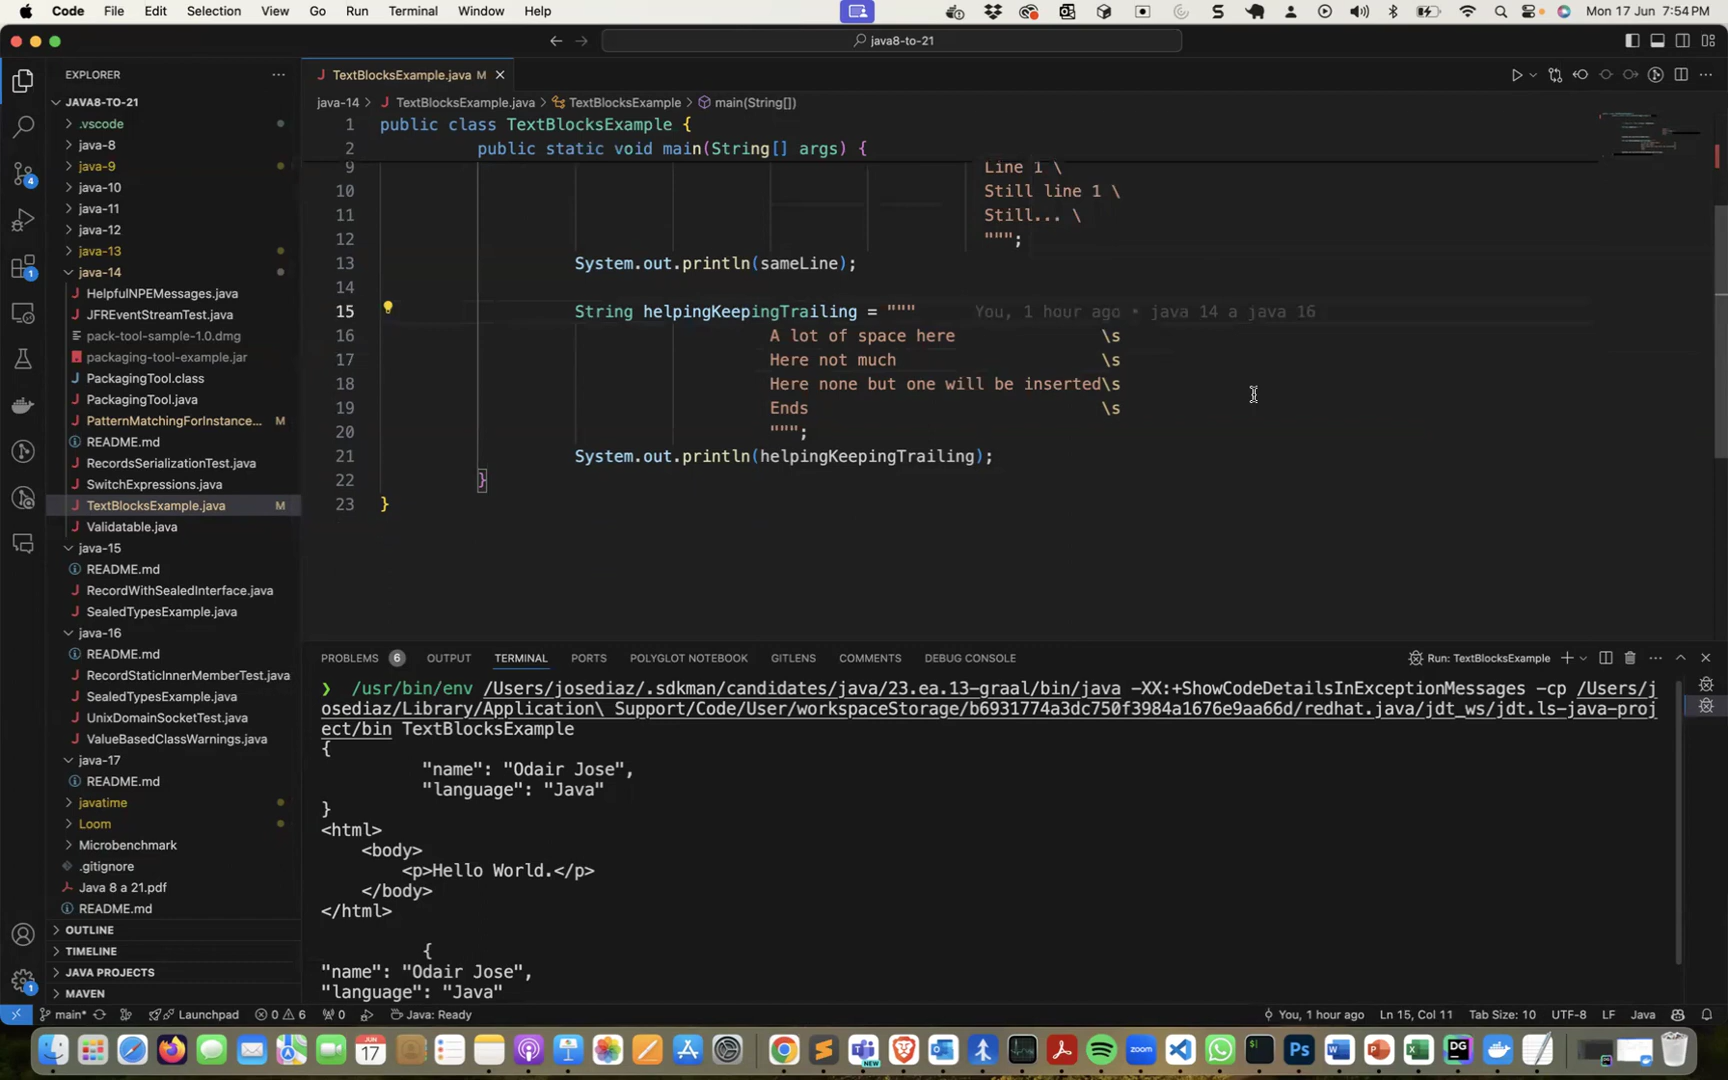 Code File Edit Selection View Go Run Terminal Window Help Mon 17 Jun 7:54 PM
java8-to-21
EXPLORER
JAVA8-TO-21
.vscode
java-8
java-9
java-10
java-11
java-12
java-13
java-14
HelpfulNPEMessages.java
JFREventStreamTest.java
pack-tool-sample-1.0.dmg
packaging-tool-example.jar
PackagingTool.class
PackagingTool.java
PatternMatchingForInstance... M
README.md
RecordsSerializationTest.java
SwitchExpressions.java
TextBlocksExample.java M
Validatable.java
java-15
README.md
RecordWithSealedInterface.java
SealedTypesExample.java
java-16
README.md
RecordStaticInnerMemberTest.java
SealedTypesExample.java
UnixDomainSocketTest.java
ValueBasedClassWarnings.java
java-17
README.md
javatime
Loom
Microbenchmark
.gitignore
Java 8 a 21.pdf
README.md
OUTLINE
TIMELINE
JAVA PROJECTS
MAVEN
4
1
1
TextBlocksExample.java M
java-14 > TextBlocksExample.java > TextBlocksExample > main(String[])
1 public class TextBlocksExample {
2 public static void main(String[] args) {
9 Line 1 \
10 Still line 1 \
11 Still... \
12 """;
13 System.out.println(sameLine);
14
15 String helpingKeepingTrailing = """ You, 1 hour ago • java 14 a java 16
16 A lot of space here \s
17 Here not much \s
18 Here none but one will be inserted\s
19 Ends \s
20 """;
21 System.out.println(helpingKeepingTrailing);
22 }
23 }
PROBLEMS 6 OUTPUT TERMINAL PORTS POLYGLOT NOTEBOOK GITLENS COMMENTS DEBUG CONSOLE Run: TextBlocksExample
❯ /usr/bin/env /Users/josediaz/.sdkman/candidates/java/23.ea.13-graal/bin/java -XX:+ShowCodeDetailsInExceptionMessages -cp /Users/j
osediaz/Library/Application\ Support/Code/User/workspaceStorage/b6931774a3dc750f3984a1676e9aa66d/redhat.java/jdt_ws/jdt.ls-java-proj
ect/bin TextBlocksExample
{
"name": "Odair Jose",
"language": "Java"
}
<html>
<body>
<p>Hello World.</p>
</body>
</html>
{
"name": "Odair Jose",
"language": "Java"
main* Launchpad 0 6 0 Java: Ready You, 1 hour ago Ln 15, Col 11 Tab Size: 10 UTF-8 LF Java
JUN
17
NEW
zoom
DG